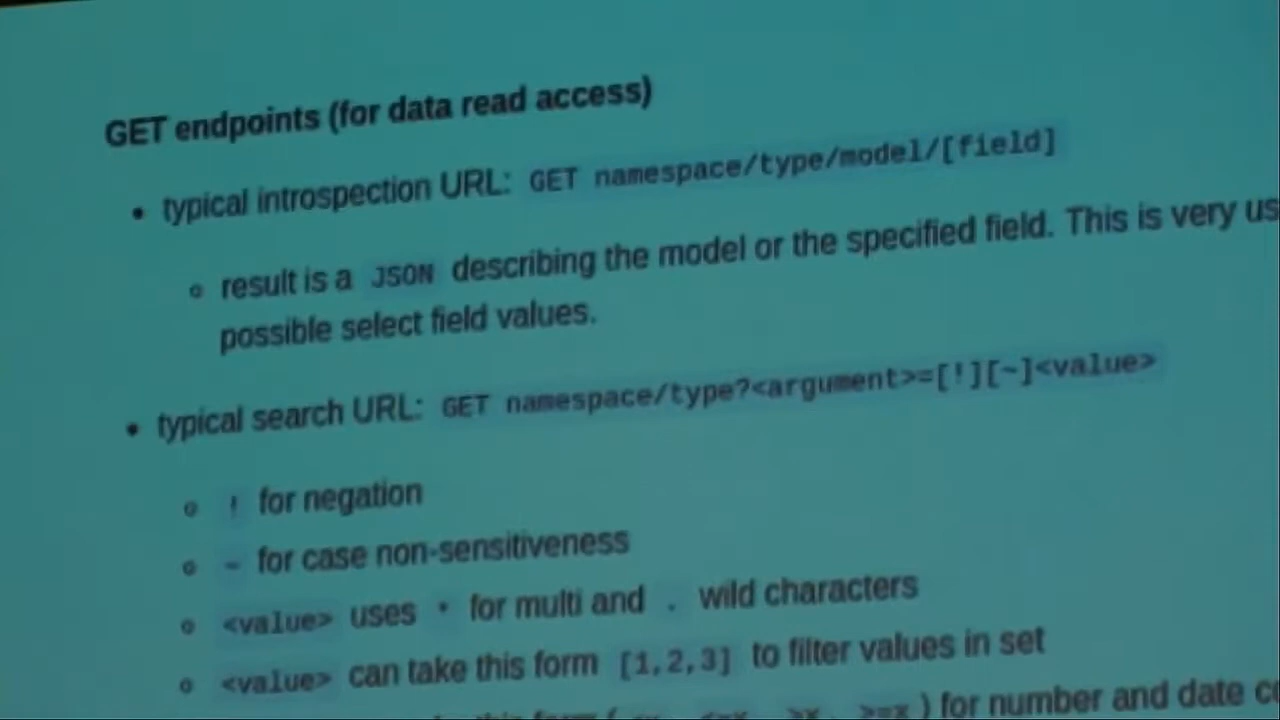 GET endpoints (for data read access)
• typical introspection URL: GET namespace/type/model/[field]
result is a JSON describing the model or the specified field. This is very
possible select field values.
• typical search URL: GET namespace/type?<argument>=[!][~]<value>
! for negation
~ for case non-sensitiveness
<value> uses * for multi and . wild characters
<value> can take this form [1,2,3] to filter values in set
this form ( <x, <=x, >x, >=x ) for number and date